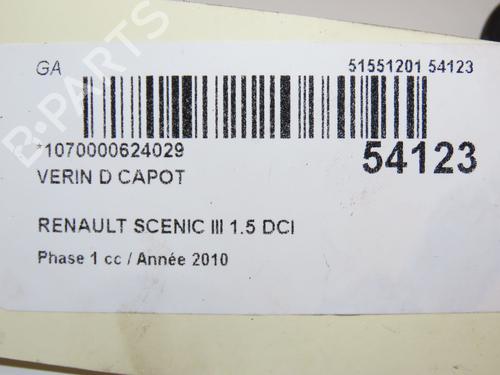 GA
51551201 54123
*1070000624029
54123
VERIN D CAPOT
RENAULT SCENIC III 1.5 DCI
Phase 1 cc / Année 2010
B-PARTS